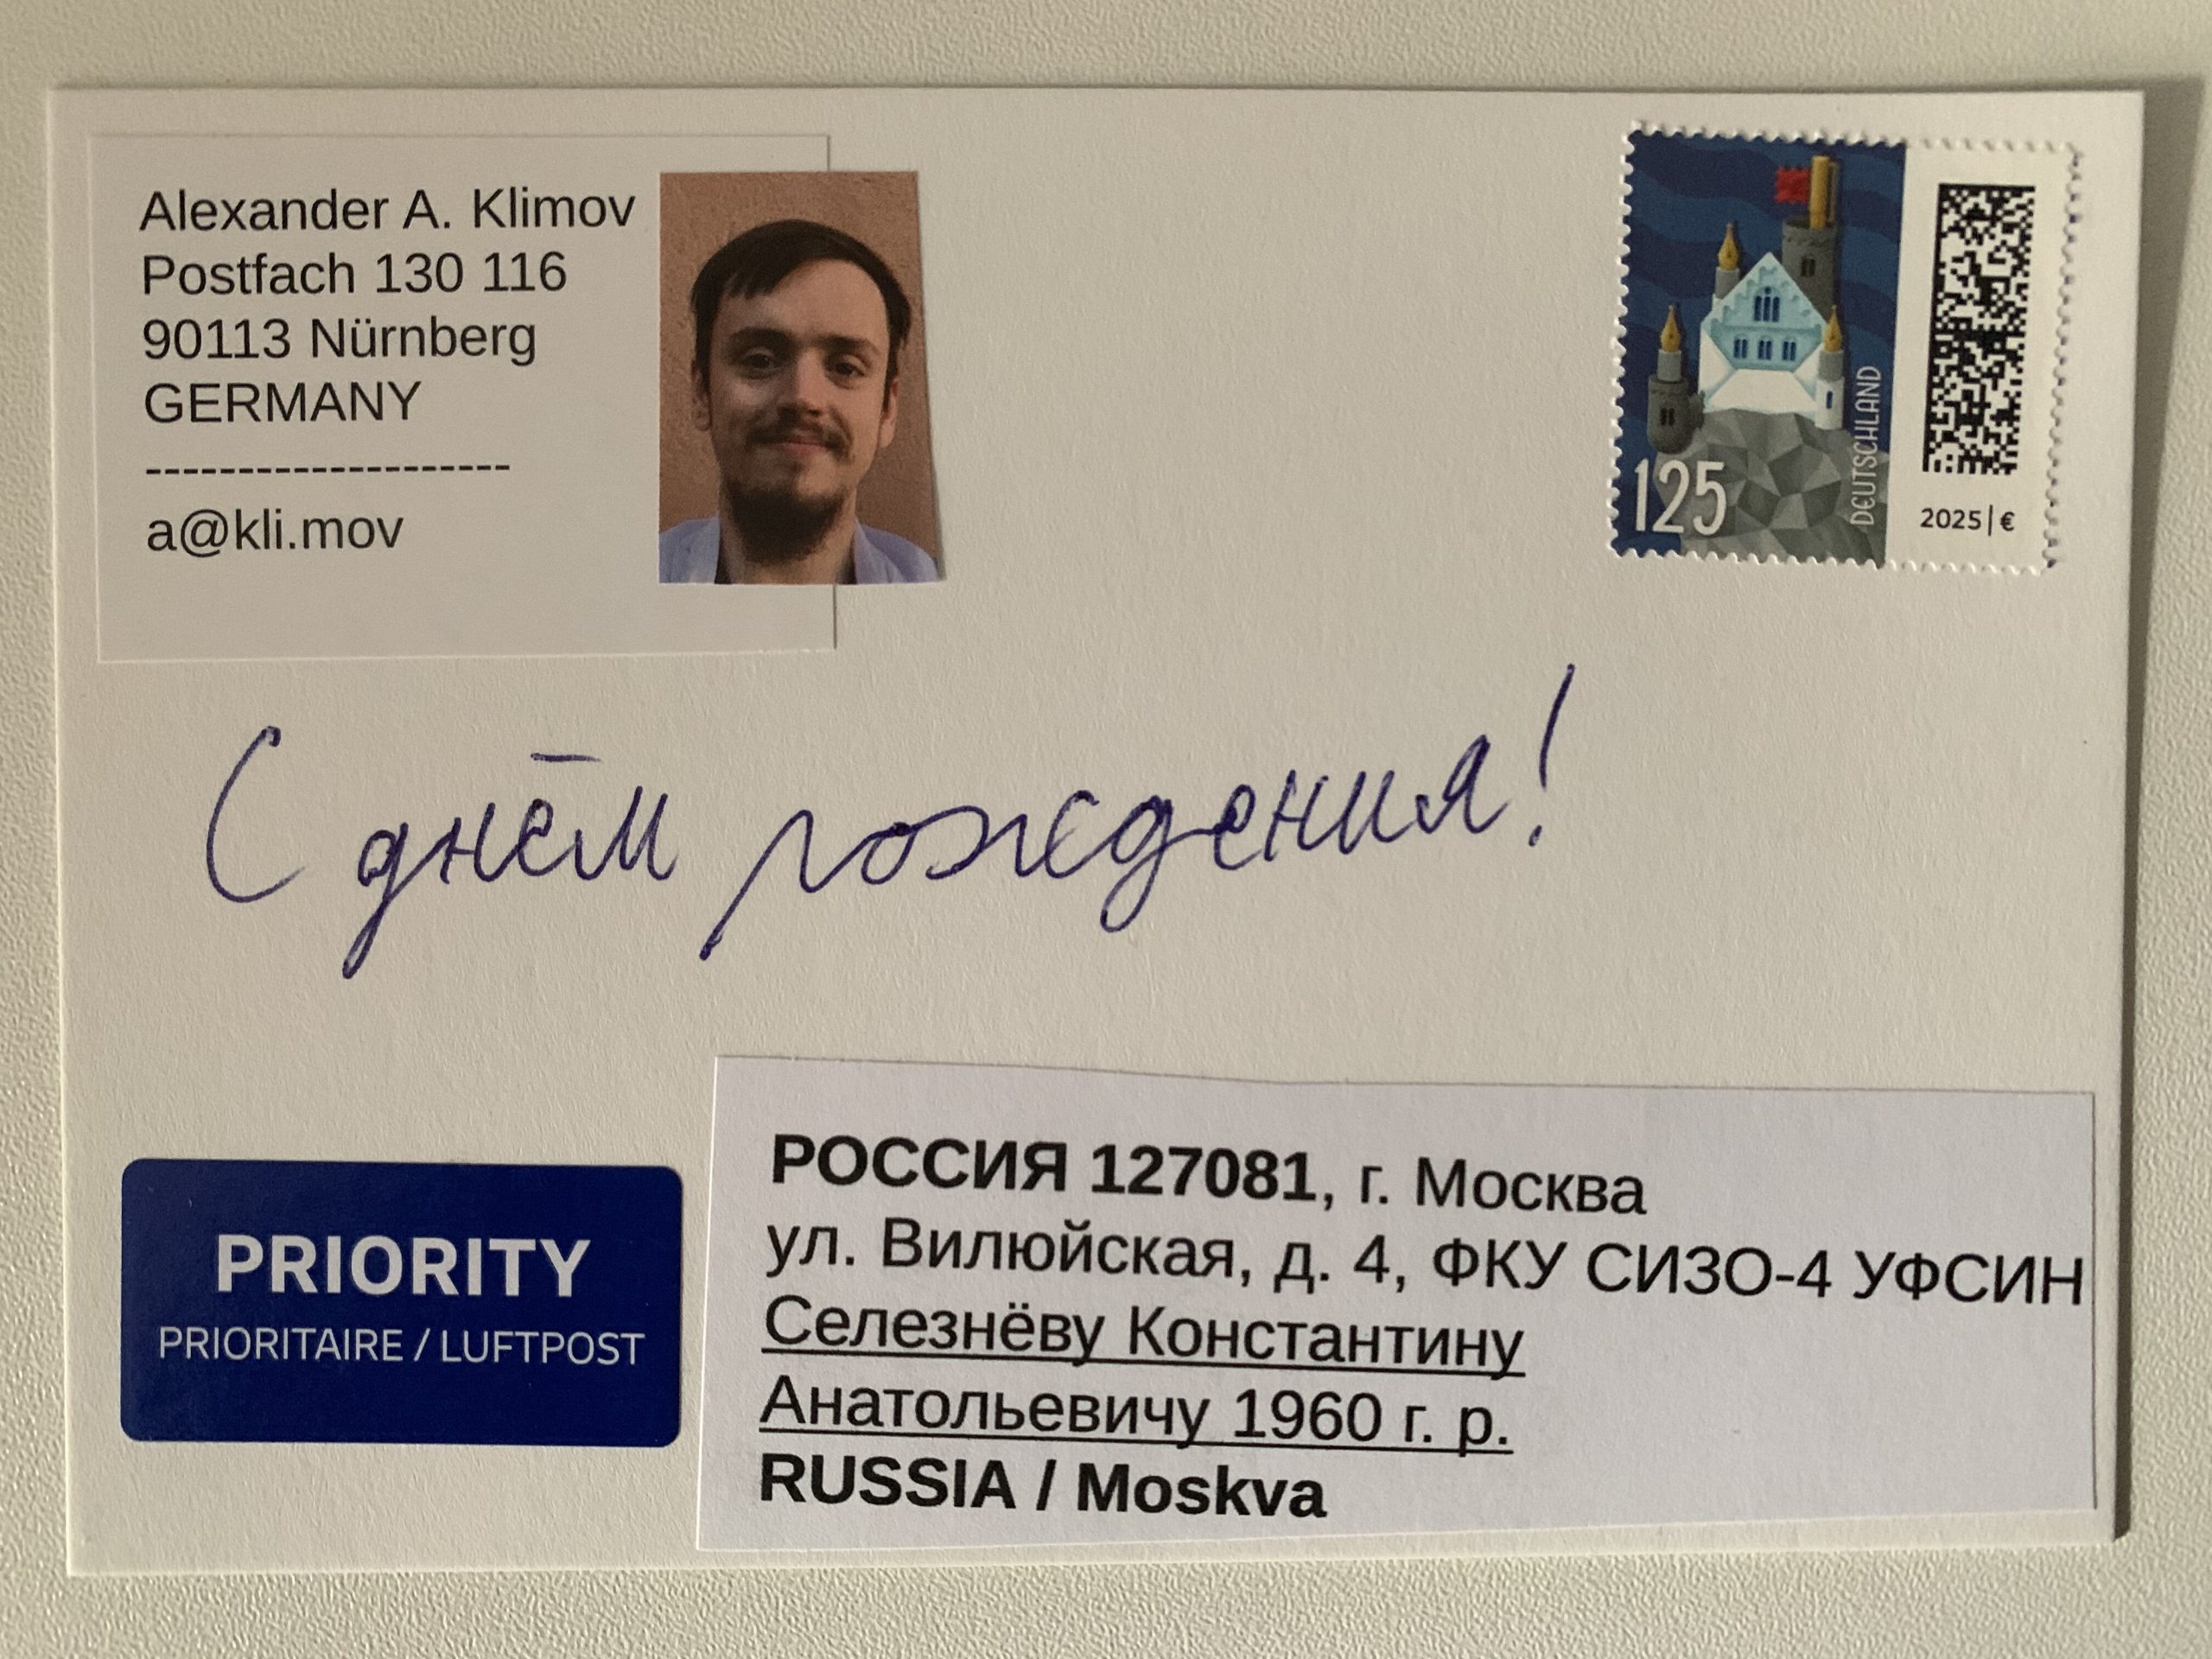 Alexander A. Klimov
Postfach 130 116
90113 Nürnberg
GERMANY
--------------------
a@kli.mov
125
DEUTSCHLAND
2025|€
С днём рождения!
PRIORITY
PRIORITAIRE / LUFTPOST
РОССИЯ 127081, г. Москва
ул. Вилюйская, д. 4, ФКУ СИЗО-4 УФСИН
Селезнёву Константину
Анатольевичу 1960 г. р.
RUSSIA / Moskva